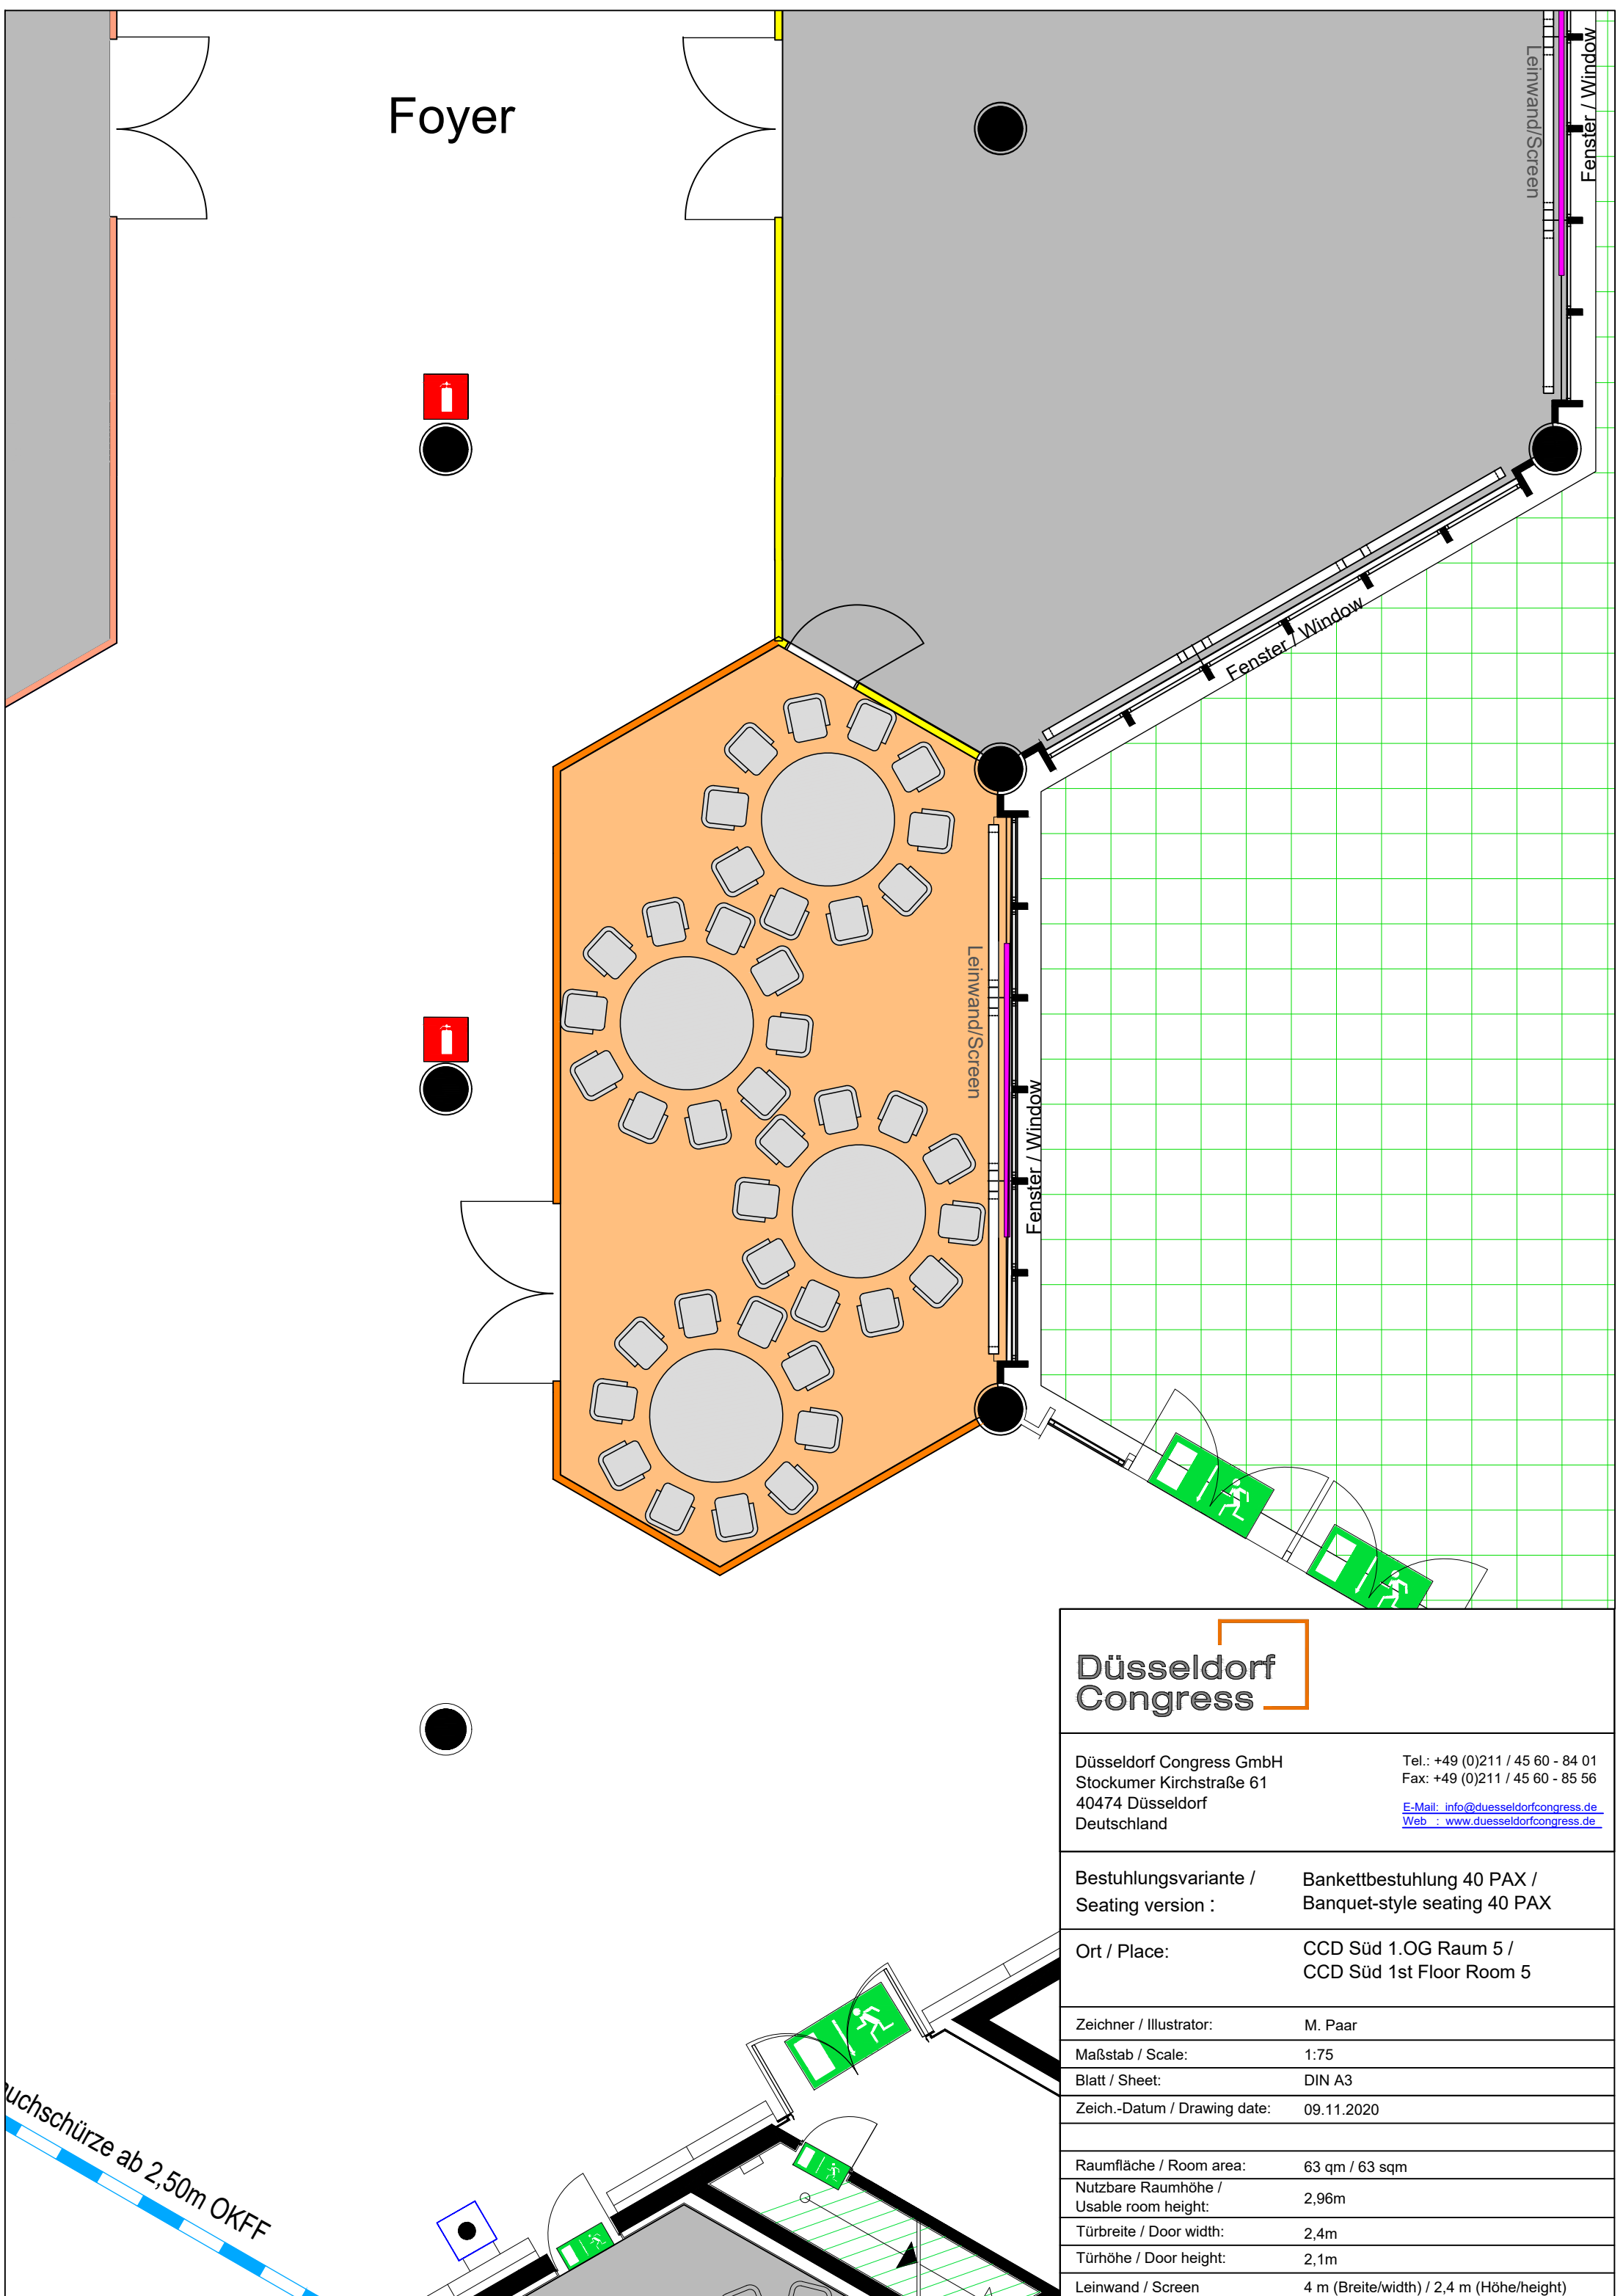 Foyer
Leinwand/Screen
Fenster / Window
Fenster / Window
Leinwand/Screen
Fenster / Window
Düsseldorf
Congress
Düsseldorf Congress GmbH
Stockumer Kirchstraße 61
40474 Düsseldorf
Deutschland
Tel.: +49 (0)211 / 45 60 - 84 01
Fax: +49 (0)211 / 45 60 - 85 56
E-Mail: info@duesseldorfcongress.de
Web : www.duesseldorfcongress.de
Bestuhlungsvariante /
Seating version :
Bankettbestuhlung 40 PAX /
Banquet-style seating 40 PAX
Ort / Place:
CCD Süd 1.OG Raum 5 /
CCD Süd 1st Floor Room 5
Zeichner / Illustrator: M. Paar
Maßstab / Scale: 1:75
Blatt / Sheet: DIN A3
Zeich.-Datum / Drawing date: 09.11.2020
Raumfläche / Room area: 63 qm / 63 sqm
Nutzbare Raumhöhe /
Usable room height: 2,96m
Türbreite / Door width: 2,4m
Türhöhe / Door height: 2,1m
Leinwand / Screen 4 m (Breite/width) / 2,4 m (Höhe/height)
uchschürze ab 2,50m OKFF